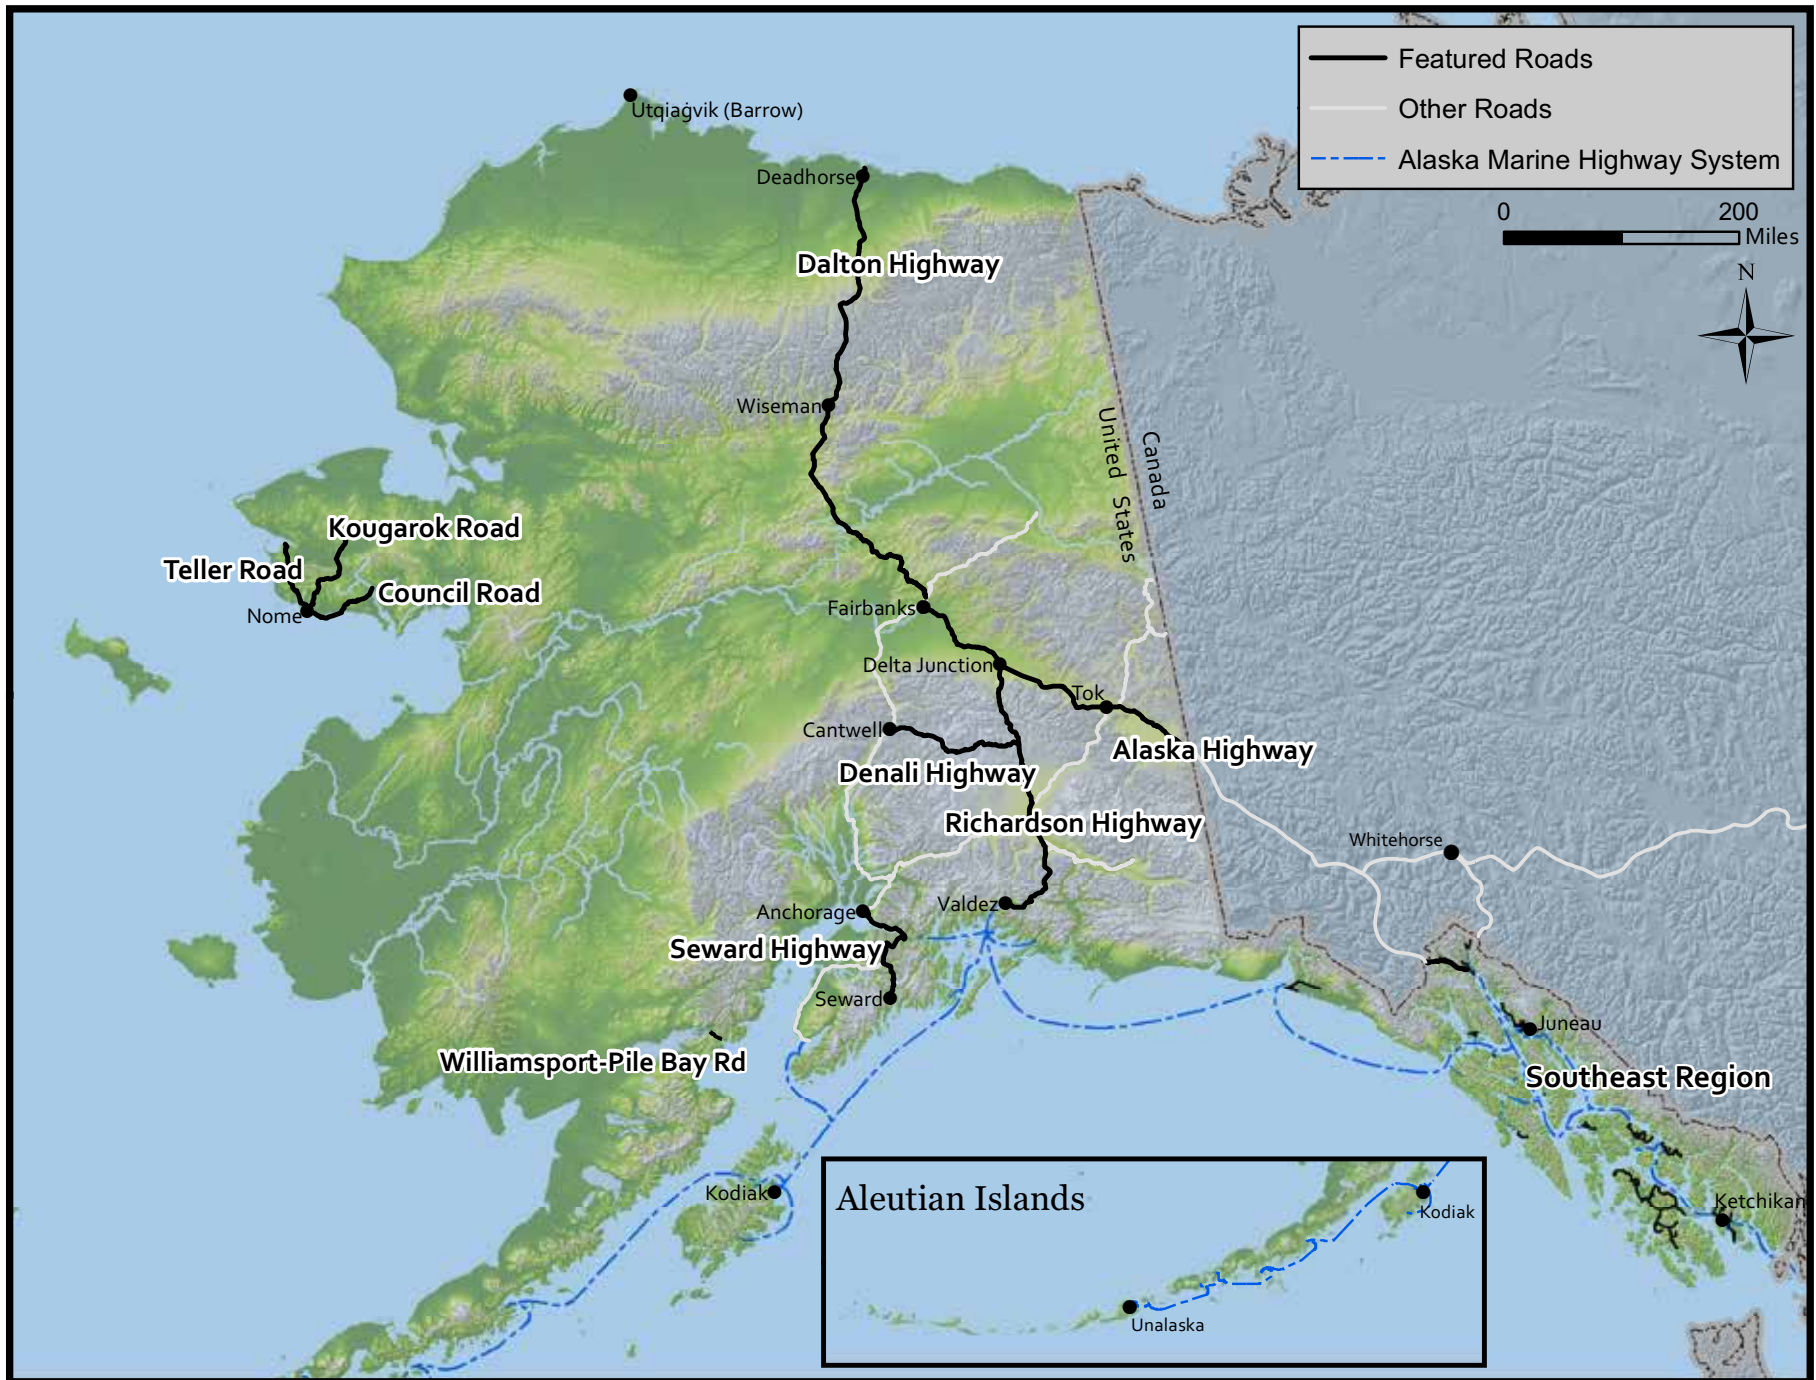 Featured Roads
Other Roads
Alaska Marine Highway System
0 200
Miles
N
Utqiaġvik (Barrow)
Deadhorse
Dalton Highway
Wiseman
United States
Canada
Kougarok Road
Teller Road
Council Road
Nome
Fairbanks
Delta Junction
Tok
Cantwell
Alaska Highway
Denali Highway
Richardson Highway
Whitehorse
Valdez
Anchorage
Seward Highway
Seward
Juneau
Williamsport-Pile Bay Rd
Southeast Region
Kodiak
Ketchikan
Aleutian Islands
Kodiak
Unalaska